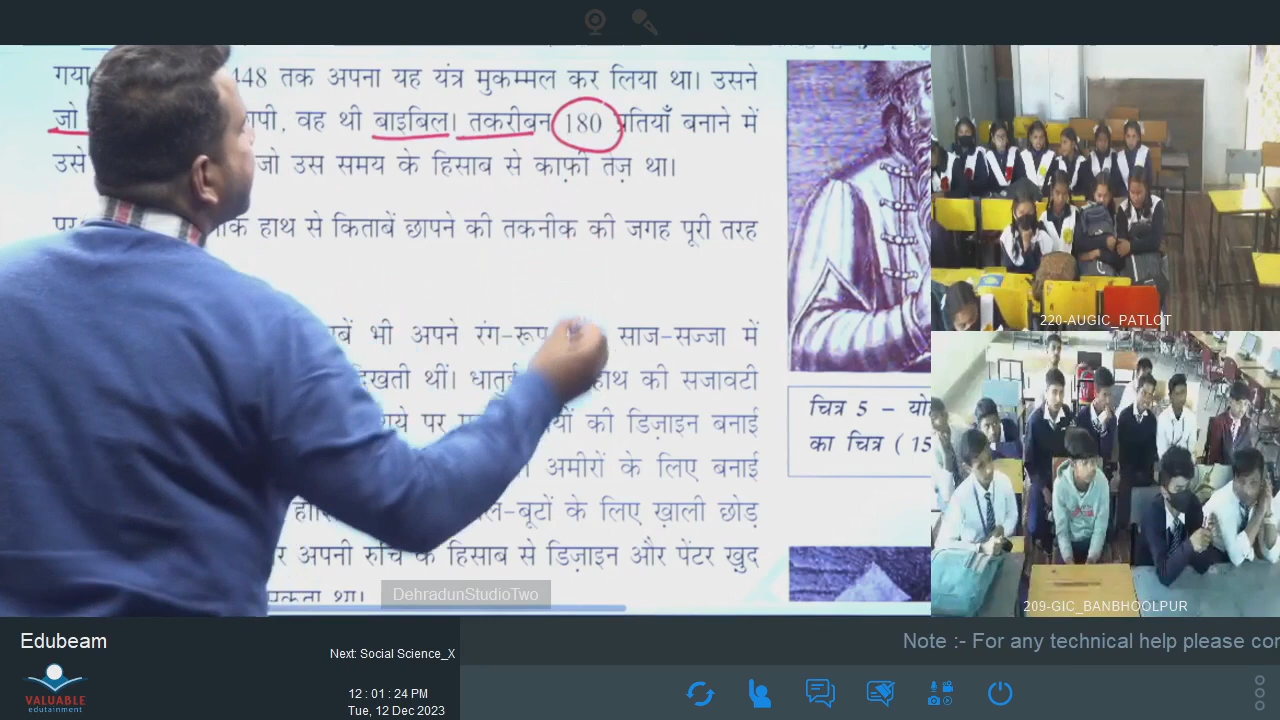 गया 448 तक अपना यह यंत्र मुकम्मल कर लिया था। उसने
जो पी, वह थी बाइबिल। तकरीबन 180 प्रतियाँ बनाने में
उसे जो उस समय के हिसाब से काफ़ी तेज़ था।
हाथ से किताबें छापने की तकनीक की जगह पूरी तरह
बें भी अपने रंग-रूप साज-सज्जा में
दिखती थीं। धातुई हाथ की सजावटी
शिये पर यों की डिज़ाइन बनाई
अमीरों के लिए बनाई
ल-बूटों के लिए ख़ाली छोड़
र अपनी रुचि के हिसाब से डिज़ाइन और पेंटर ख़ुद
सकता था।
चित्र 5 – यो
का चित्र ( 15
220-AUGIC_PATLOT
209-GIC_BANBHOOLPUR
DehradunStudioTwo
Edubeam
VALUABLE
edutainment
Next: Social Science_X
12 : 01 : 24 PM
Tue, 12 Dec 2023
Note :- For any technical help please con